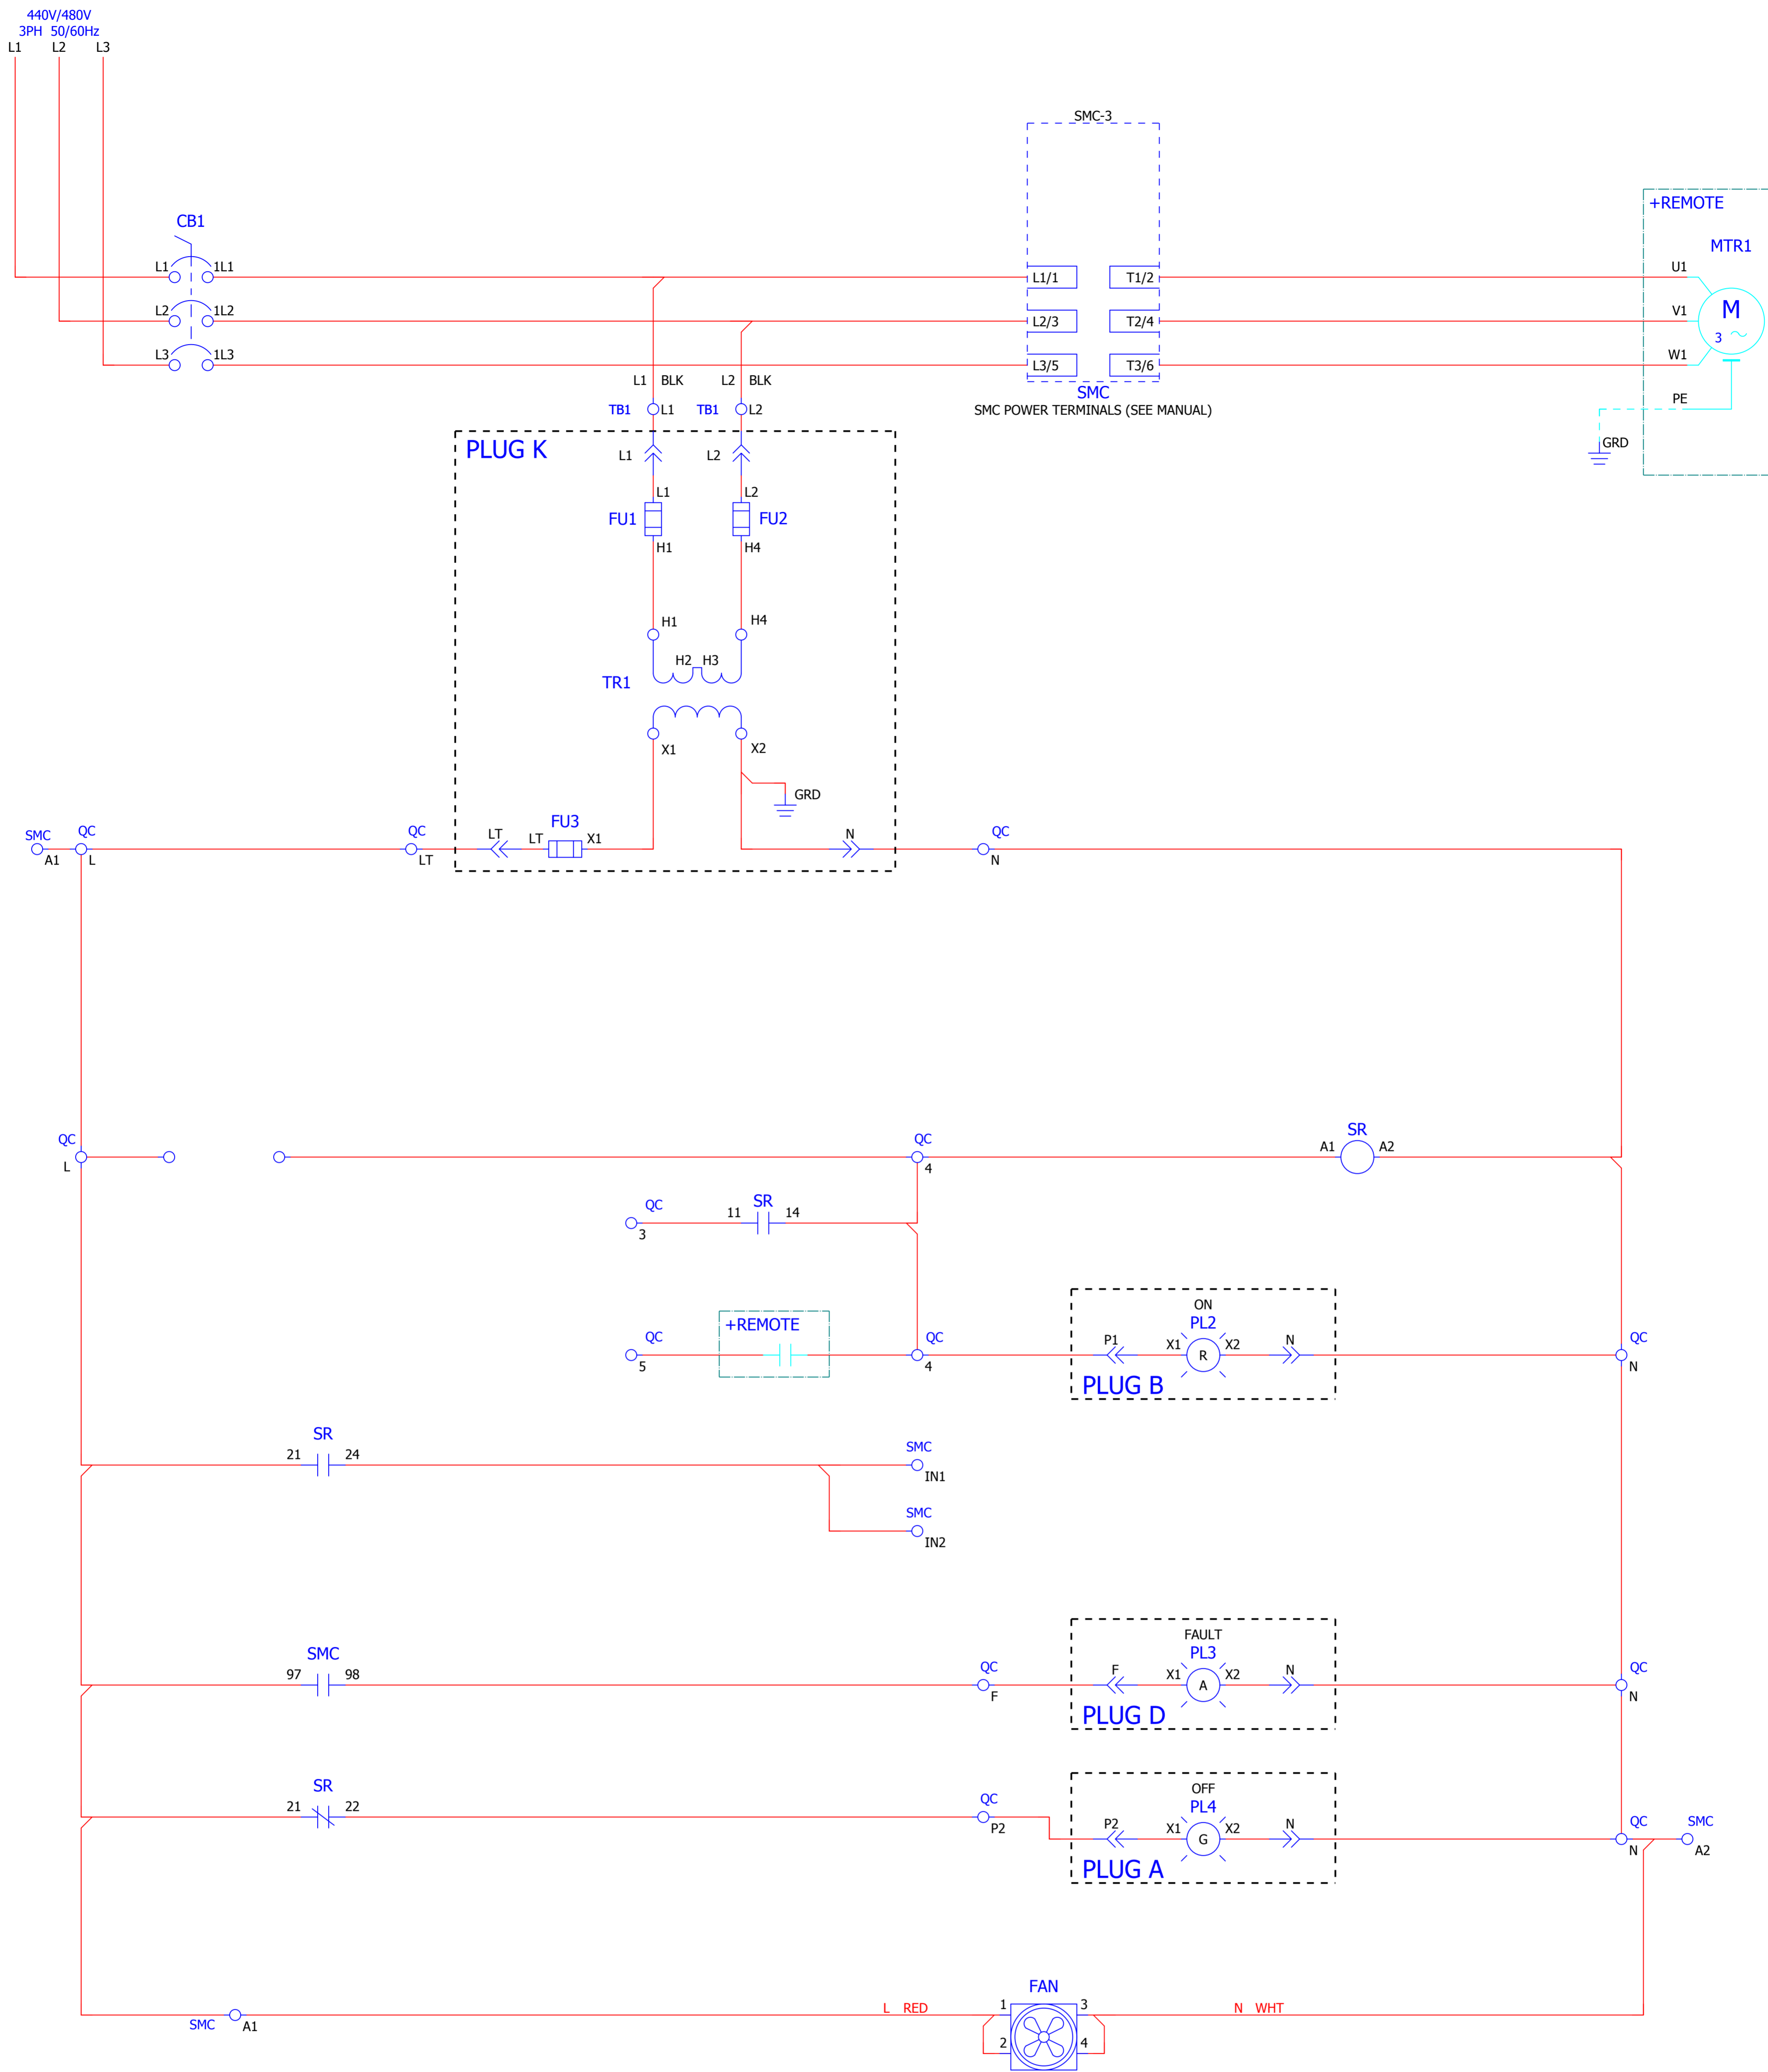 440V/480V
3PH 50/60Hz
L1 L2 L3
SMC-3
+REMOTE
CB1
MTR1
L1 1L1 L1/1 T1/2 U1
M
3
L2 1L2 L2/3 T2/4 V1
L3 1L3 L3/5 T3/6 W1
L1 BLK L2 BLK
SMC
PE
TB1 L1 TB1 L2
SMC POWER TERMINALS (SEE MANUAL)
GRD
PLUG K
L1 L2
L1 L2
FU1 FU2
H1 H4
H1 H4
H2 H3
TR1
X1 X2
GRD
FU3
SMC QC QC LT LT X1 N QC
A1 L LT N
QC QC SR
A1 A2
L 4
QC SR
11 14
3
ON
+REMOTE
PL2
QC QC P1 X1 X2 N QC
R
5 4 N
PLUG B
SR
21 24 SMC
IN1
SMC
IN2
FAULT
SMC PL3
97 98 QC F X1 X2 N QC
A
F N
PLUG D
SR OFF
21 22 QC PL4
P2 P2 X1 X2 N QC SMC
G
N A2
PLUG A
FAN
L RED 1 3 N WHT
SMC A1
2 4